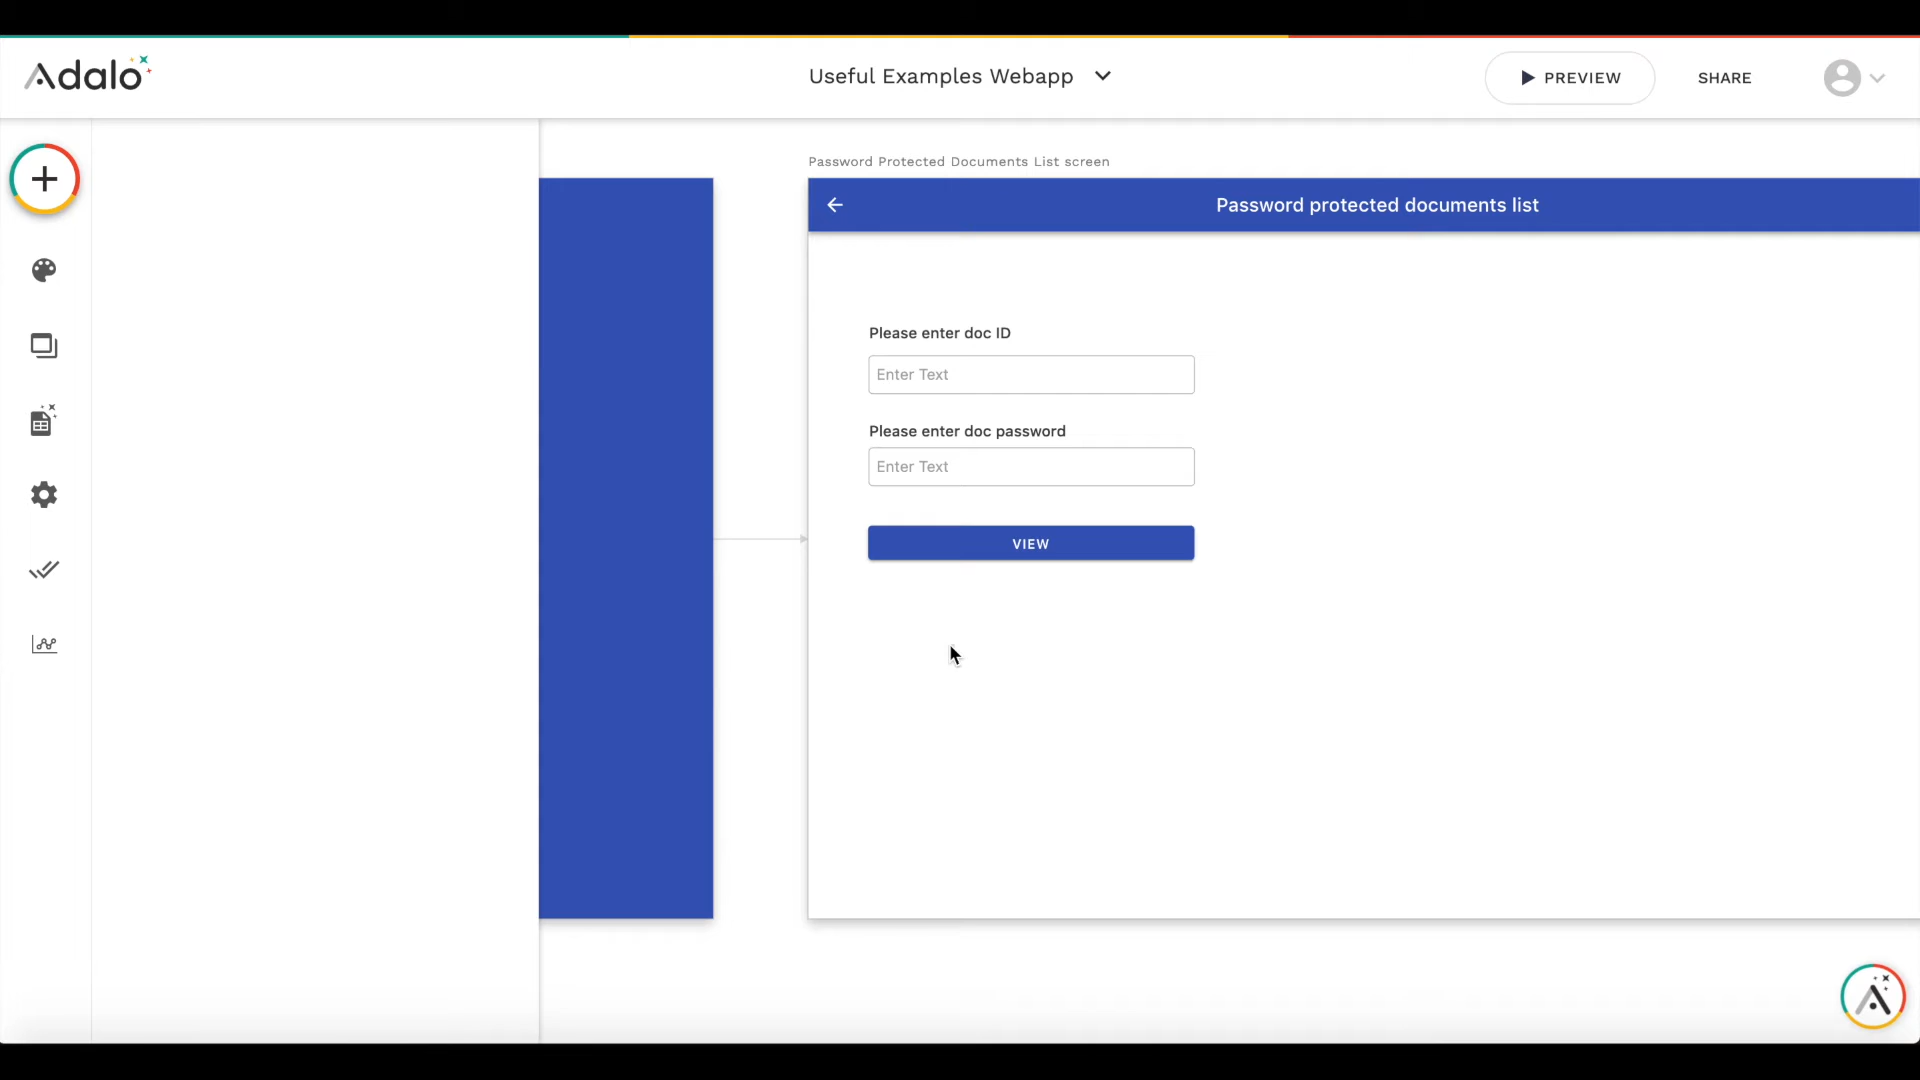 Adalo
Useful Examples Webapp
PREVIEW
SHARE
Password Protected Documents List screen
Password protected documents list
Please enter doc ID
Enter Text
Please enter doc password
Enter Text
VIEW